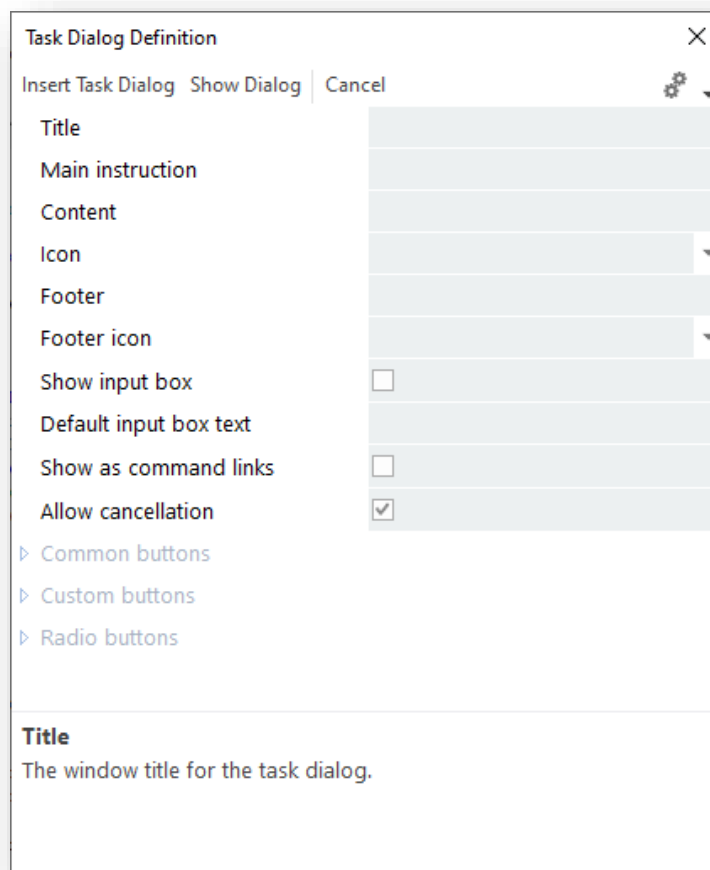 Task Dialog Definition
Insert Task Dialog Show Dialog Cancel
Title
Main instruction
Content
Icon
Footer
Footer icon
Show input box
Default input box text
Show as command links
Allow cancellation
Common buttons
Custom buttons
Radio buttons
Title
The window title for the task dialog.